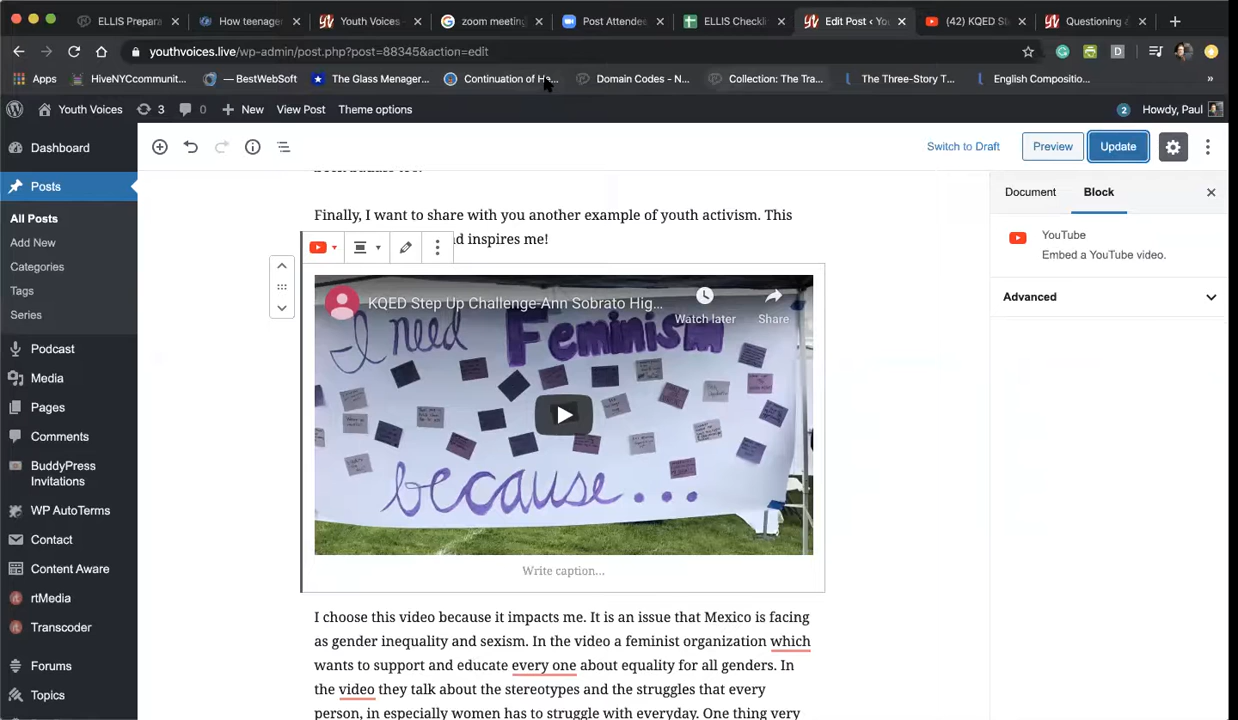 ELLIS Prepara
How teenager
Youth Voices
zoom meeting
Post Attendee
ELLIS Checkli
Edit Post ‹ You
(42) KQED St
Questioning &
youthvoices.live/wp-admin/post.php?post=88345&action=edit
Apps
HiveNYCcommunit...
— BestWebSoft
The Glass Menager...
Continuation of He...
Domain Codes - N...
Collection: The Tra...
The Three-Story T...
English Compositio...
»
Youth Voices
3
0
New
View Post
Theme options
2
Howdy, Paul
Dashboard
Posts
All Posts
Add New
Categories
Tags
Series
Podcast
Media
Pages
Comments
BuddyPress
Invitations
WP AutoTerms
Contact
Content Aware
rtMedia
Transcoder
Forums
Topics
Switch to Draft
Preview
Update
Document
Block
YouTube
Embed a YouTube video.
Advanced
Finally, I want to share with you another example of youth activism. This
d inspires me!
KQED Step Up Challenge-Ann Sobrato Hig...
Watch later
Share
I need Feminism
because...
Write caption...
I choose this video because it impacts me. It is an issue that Mexico is facing
as gender inequality and sexism. In the video a feminist organization which
wants to support and educate every one about equality for all genders. In
the video they talk about the stereotypes and the struggles that every
person, in especially women has to struggle with everyday. One thing very